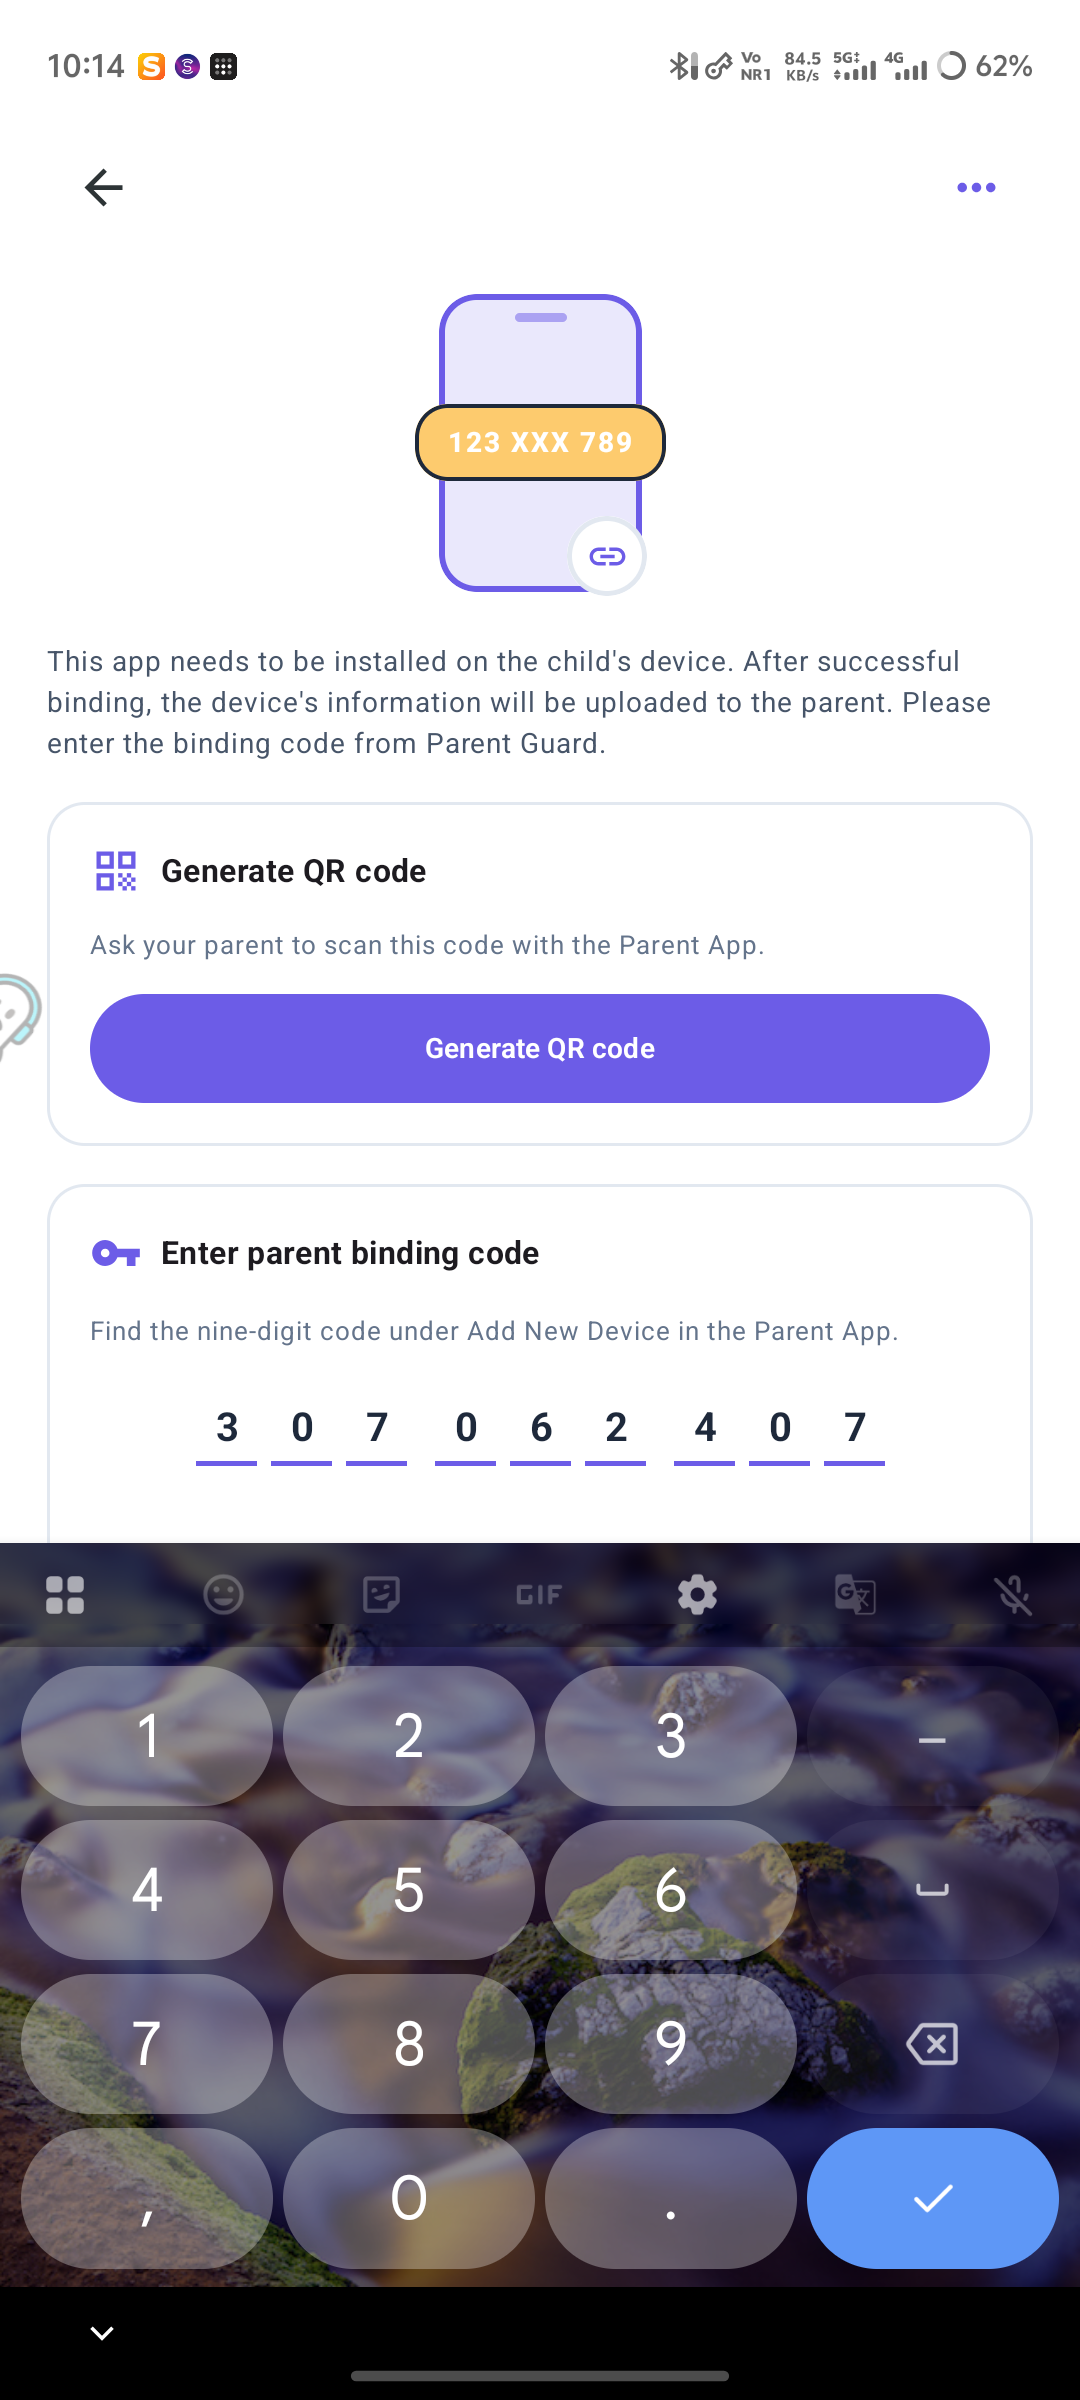 10:14
Vo NR1 84.5 KB/s 5G 4G 62%
123 XXX 789
This app needs to be installed on the child's device. After successful
binding, the device's information will be uploaded to the parent. Please
enter the binding code from Parent Guard.
Generate QR code
Ask your parent to scan this code with the Parent App.
Generate QR code
Enter parent binding code
Find the nine-digit code under Add New Device in the Parent App.
3 0 7 0 6 2 4 0 7
GIF
1 2 3 –
4 5 6
7 8 9
, 0 .